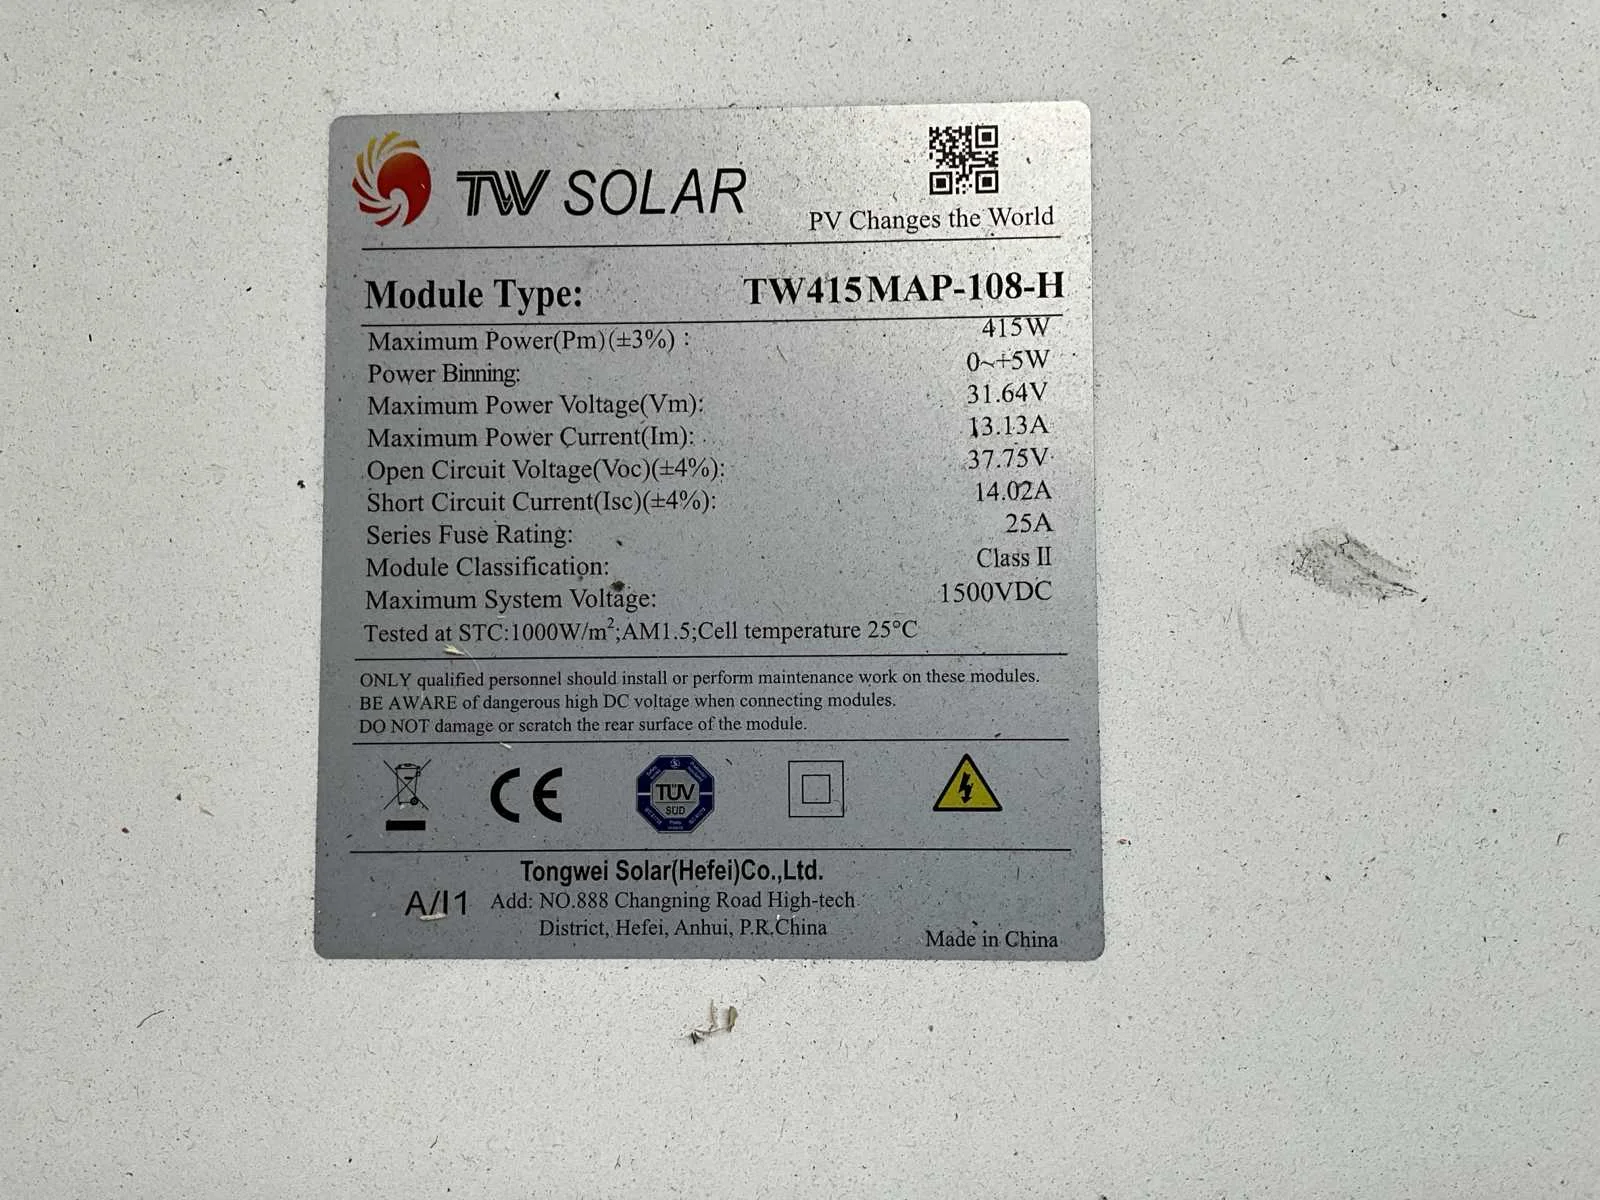 TW SOLAR
PV Changes the World
Module Type: TW415MAP-108-H
Maximum Power(Pm)(±3%) : 415W
Power Binning: 0~+5W
Maximum Power Voltage(Vm): 31.64V
Maximum Power Current(Im): 13.13A
Open Circuit Voltage(Voc)(±4%): 37.75V
Short Circuit Current(Isc)(±4%): 14.02A
Series Fuse Rating: 25A
Module Classification: Class II
Maximum System Voltage: 1500VDC
Tested at STC:1000W/m²;AM1.5;Cell temperature 25°C
ONLY qualified personnel should install or perform maintenance work on these modules.
BE AWARE of dangerous high DC voltage when connecting modules.
DO NOT damage or scratch the rear surface of the module.
CE
TÜV
SÜD
Tongwei Solar(Hefei)Co.,Ltd.
A/I1
Add: NO.888 Changning Road High-tech
District, Hefei, Anhui, P.R.China
Made in China